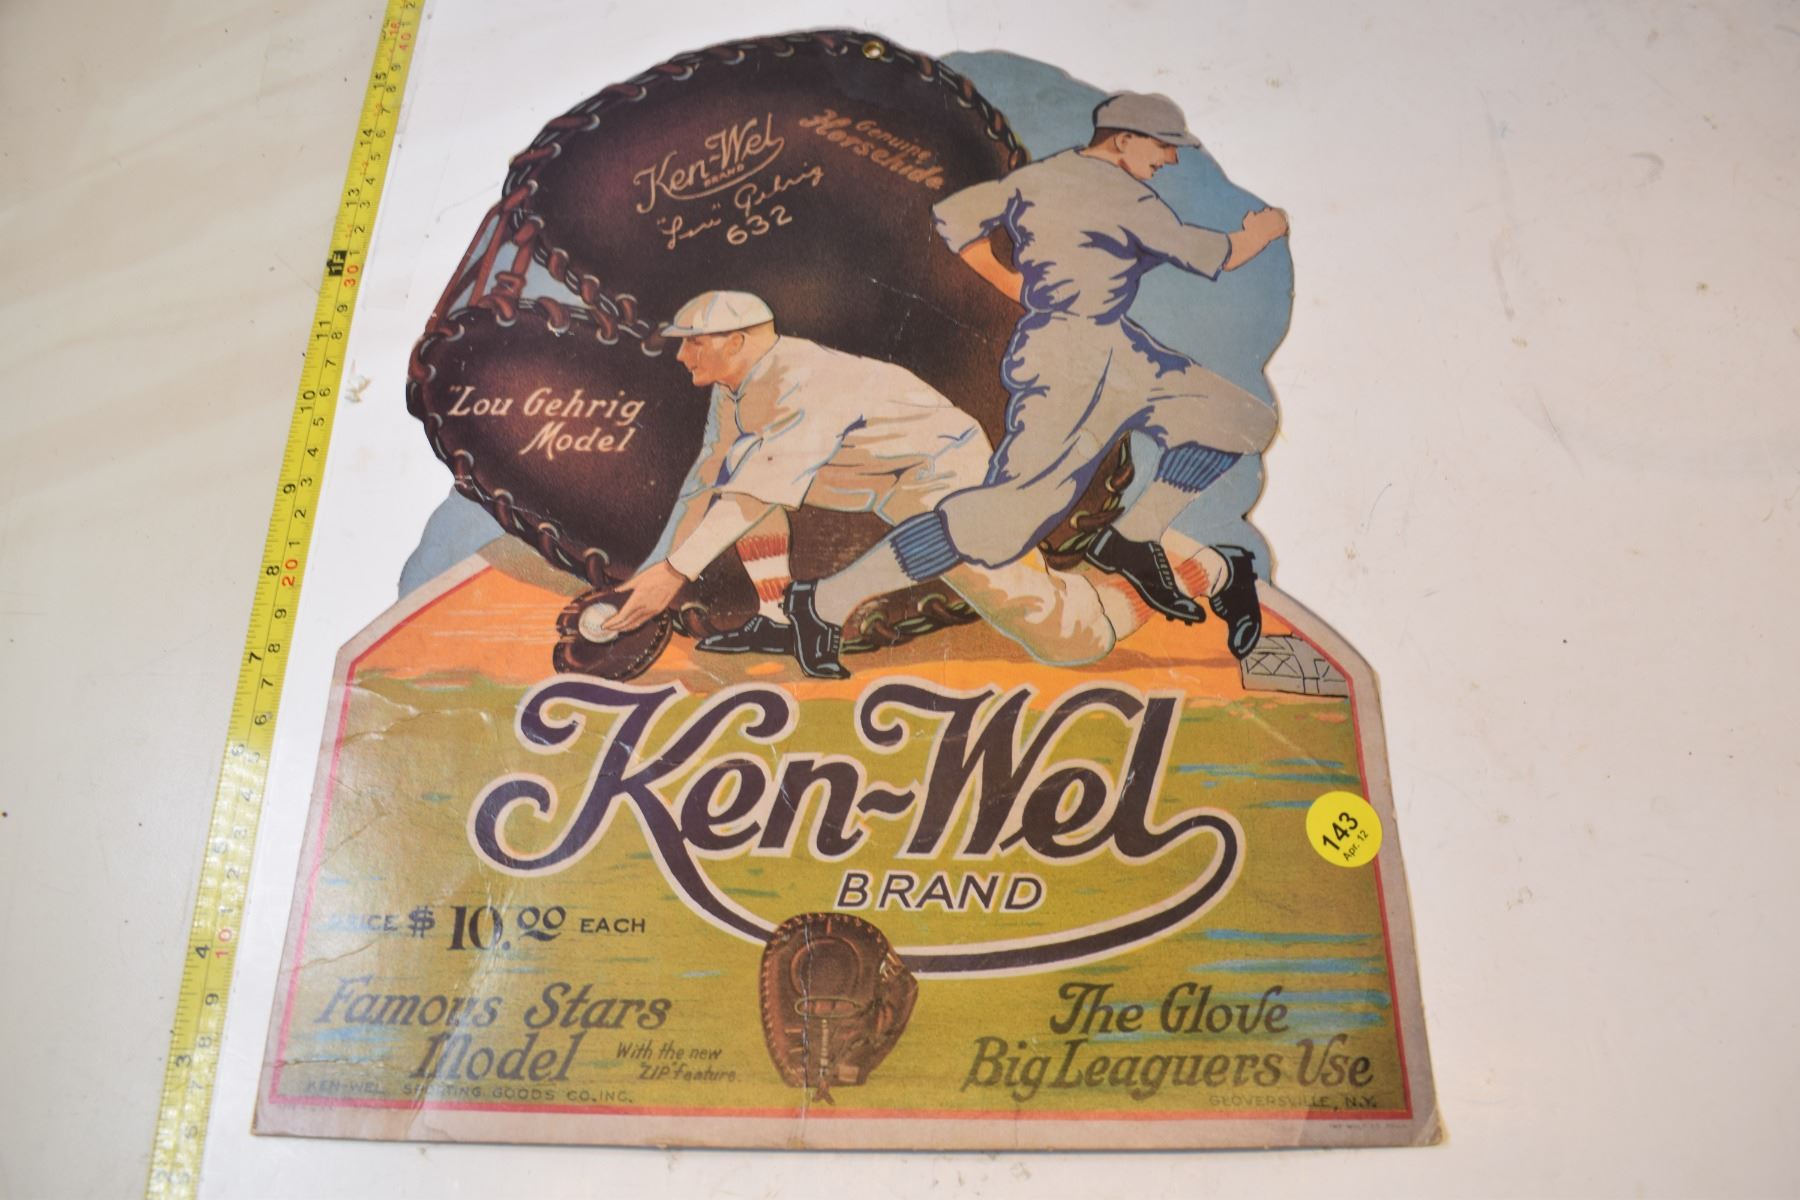 Ken-Wel
BRAND
Genuine
Horsehide
"Lou" Gehrig
632
"Lou Gehrig
Model
Ken-Wel
BRAND
143
Apr. 12
PRICE $10.00 EACH
Famous Stars
Model
With the new
"ZIP" feature.
The Glove
Big Leaguers Use
KEN-WEL SPORTING GOODS CO. INC.
GLOVERSVILLE, N.Y.